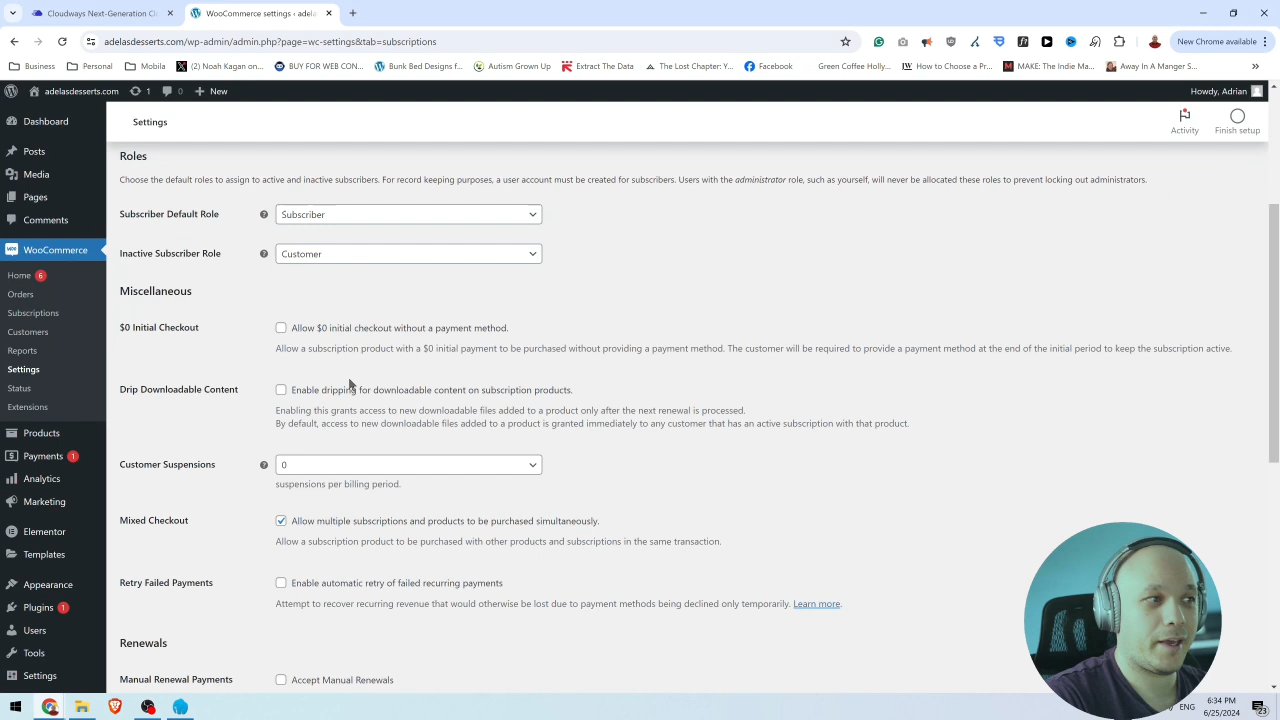 Cloudways Next-Generation Cl
WooCommerce settings ‹ adela
adelasdesserts.com/wp-admin/admin.php?page=wc-settings&tab=subscriptions
New Chrome available
Business
Personal
Mobila
(2) Noah Kagan on...
BUY FOR WEB CON...
Bunk Bed Designs f...
Autism Grown Up
Extract The Data
The Lost Chapter: Y...
Facebook
Green Coffee Holly...
How to Choose a Pr...
MAKE: The Indie Ma...
Away In A Manger S...
adelasdesserts.com
1
0
New
Howdy, Adrian
Dashboard
Posts
Media
Pages
Comments
WooCommerce
Home 6
Orders
Subscriptions
Customers
Reports
Settings
Status
Extensions
Products
Payments 1
Analytics
Marketing
Elementor
Templates
Appearance
Plugins 1
Users
Tools
Settings
Settings
Activity
Finish setup
Roles
Choose the default roles to assign to active and inactive subscribers. For record keeping purposes, a user account must be created for subscribers. Users with the administrator role, such as yourself, will never be allocated these roles to prevent locking out administrators.
Subscriber Default Role
Subscriber
Inactive Subscriber Role
Customer
Miscellaneous
$0 Initial Checkout
Allow $0 initial checkout without a payment method.
Allow a subscription product with a $0 initial payment to be purchased without providing a payment method. The customer will be required to provide a payment method at the end of the initial period to keep the subscription active.
Drip Downloadable Content
Enable dripping for downloadable content on subscription products.
Enabling this grants access to new downloadable files added to a product only after the next renewal is processed.
By default, access to new downloadable files added to a product is granted immediately to any customer that has an active subscription with that product.
Customer Suspensions
0
suspensions per billing period.
Mixed Checkout
Allow multiple subscriptions and products to be purchased simultaneously.
Allow a subscription product to be purchased with other products and subscriptions in the same transaction.
Retry Failed Payments
Enable automatic retry of failed recurring payments
Attempt to recover recurring revenue that would otherwise be lost due to payment methods being declined only temporarily. Learn more.
Renewals
Manual Renewal Payments
Accept Manual Renewals
ENG
6:34 PM
6/25/2024
23